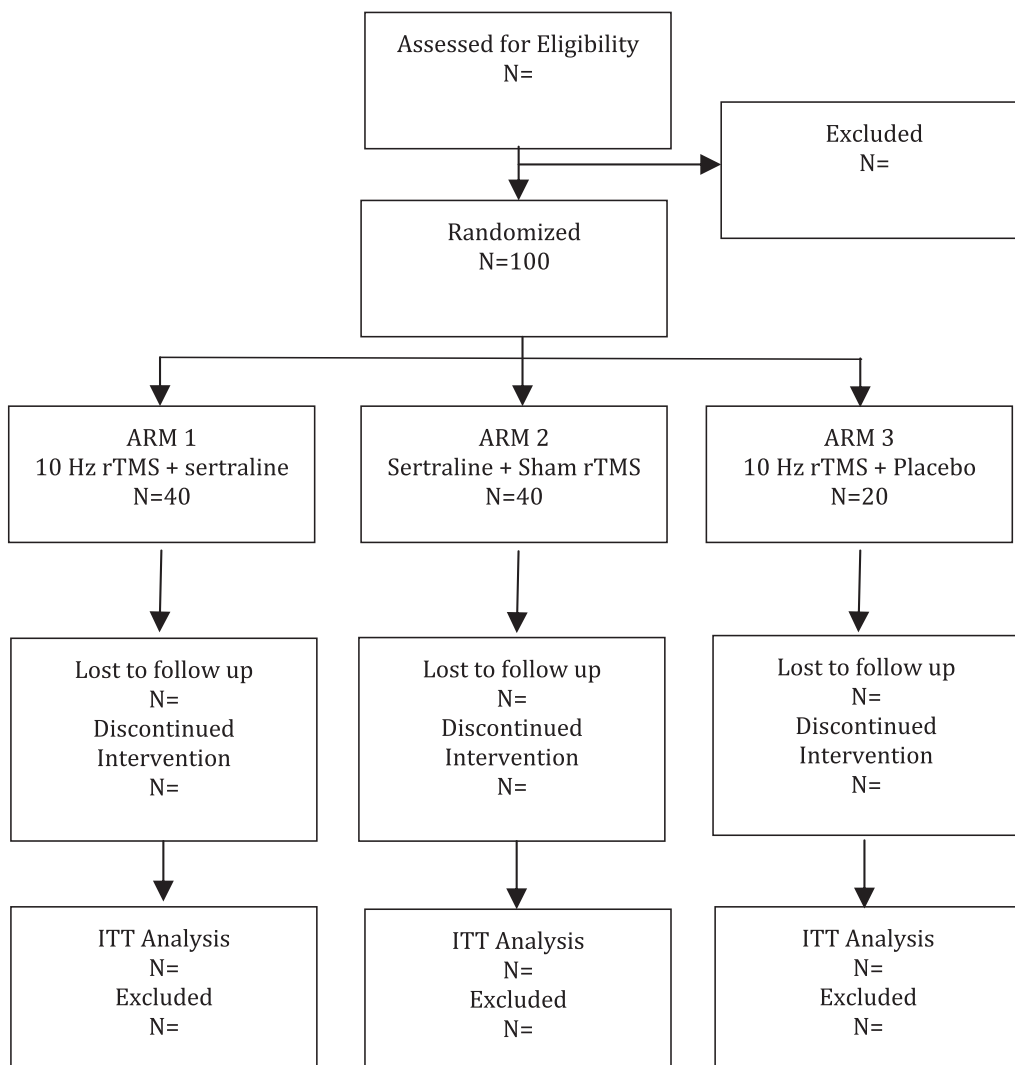 Assessed for Eligibility
N=
Excluded
N=
Randomized
N=100
ARM 1
10 Hz rTMS + sertraline
N=40
ARM 2
Sertraline + Sham rTMS
N=40
ARM 3
10 Hz rTMS + Placebo
N=20
Lost to follow up
N=
Discontinued
Intervention
N=
Lost to follow up
N=
Discontinued
Intervention
N=
Lost to follow up
N=
Discontinued
Intervention
N=
ITT Analysis
N=
Excluded
N=
ITT Analysis
N=
Excluded
N=
ITT Analysis
N=
Excluded
N=